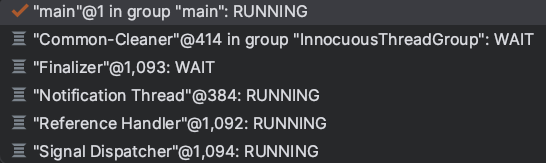 "main"@1 in group "main": RUNNING
"Common-Cleaner"@414 in group "InnocuousThreadGroup": WAIT
"Finalizer"@1,093: WAIT
"Notification Thread"@384: RUNNING
"Reference Handler"@1,092: RUNNING
"Signal Dispatcher"@1,094: RUNNING